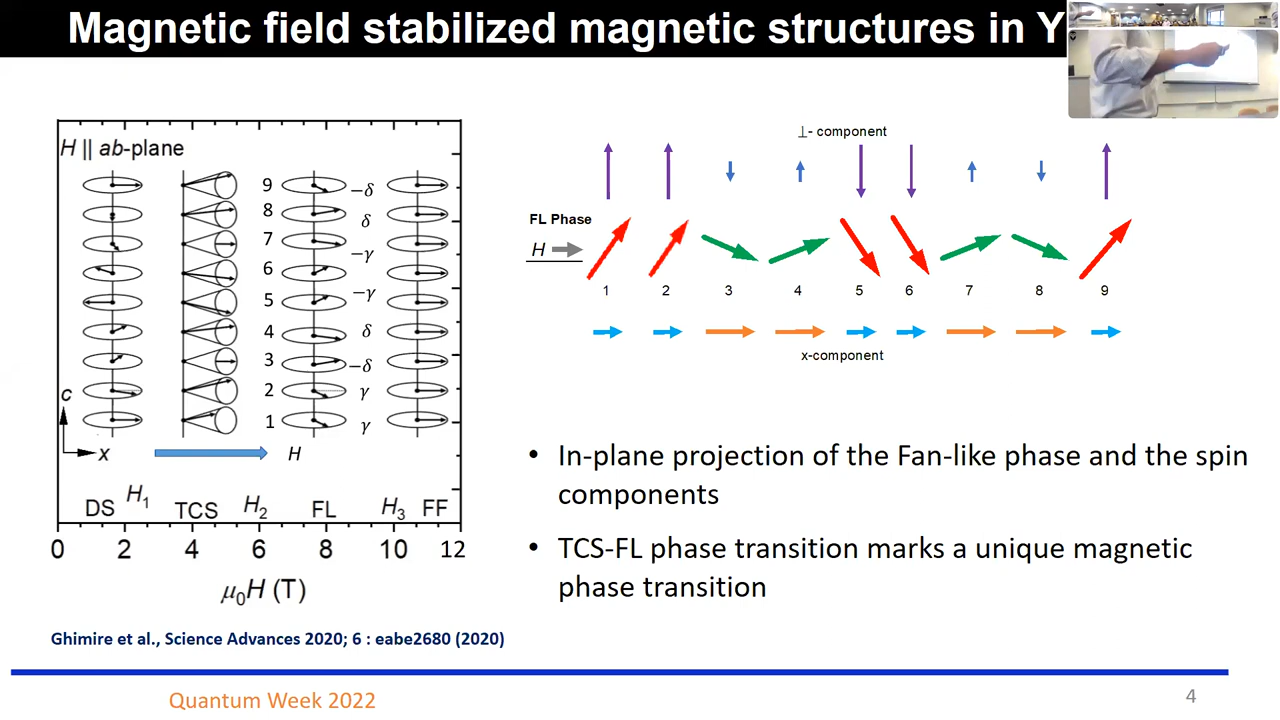 Magnetic field stabilized magnetic structures in Y
H || ab-plane
9
8
7
6
5
4
3
2
1
−δ
δ
−γ
−γ
δ
−δ
γ
γ
c
x
H
DS H₁ TCS H₂ FL H₃ FF
0 2 4 6 8 10 12
μ₀H (T)
⊥- component
FL Phase
H
1 2 3 4 5 6 7 8 9
x-component
• In-plane projection of the Fan-like phase and the spin
components
• TCS-FL phase transition marks a unique magnetic
phase transition
Ghimire et al., Science Advances 2020; 6 : eabe2680 (2020)
Quantum Week 2022
4